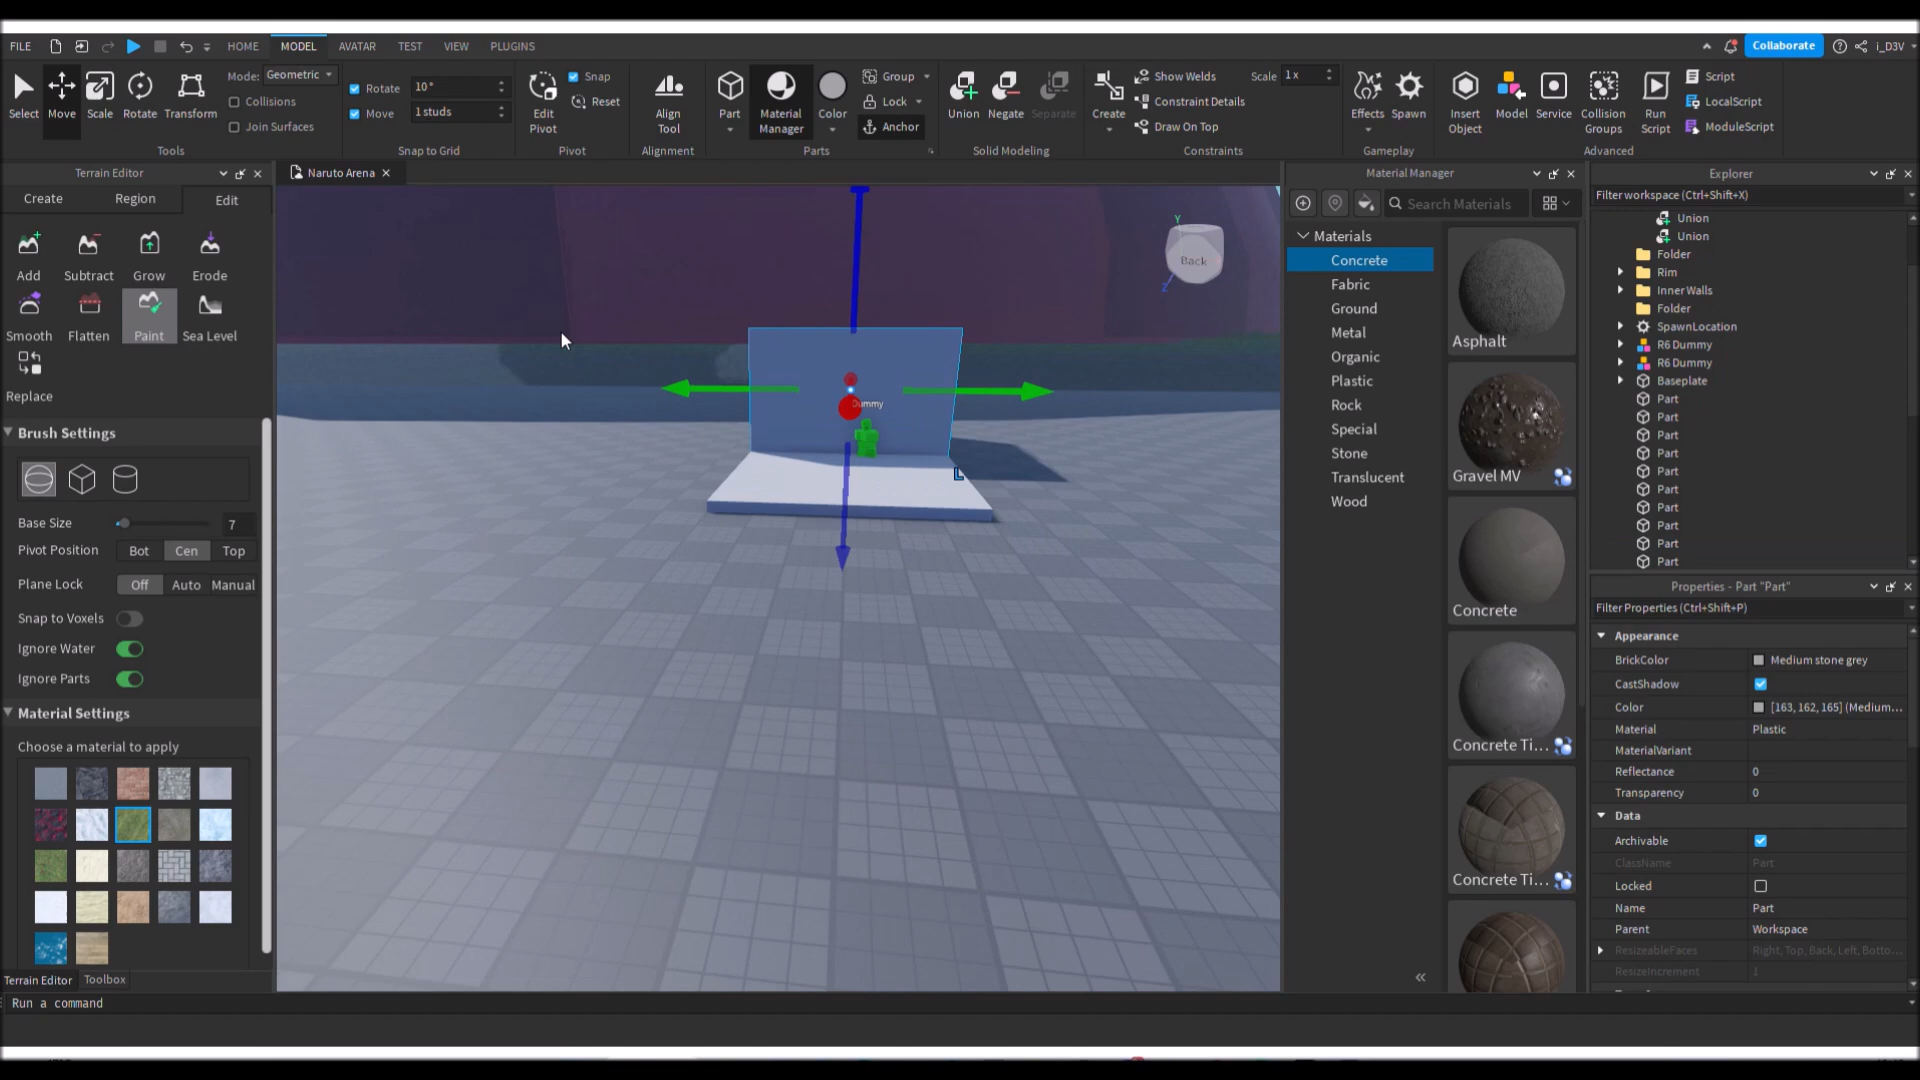 FILE HOME MODEL AVATAR TEST VIEW PLUGINS Collaborate i_D3V
Select Move Scale Rotate Transform
Mode: Geometric
Collisions
Join Surfaces
Tools
Rotate 10°
Move 1 studs
Snap to Grid
Edit Pivot
Snap
Reset
Pivot
Align Tool
Alignment
Part
Material Manager
Color
Group
Lock
Anchor
Parts
Union Negate Separate
Solid Modeling
Create
Show Welds
Scale 1 x
Constraint Details
Draw On Top
Constraints
Effects Spawn
Gameplay
Insert Object
Model
Service
Collision Groups
Run Script
Script
LocalScript
ModuleScript
Advanced
Terrain Editor
Create Region Edit
Add Subtract Grow Erode
Smooth Flatten Paint Sea Level
Replace
Brush Settings
Base Size 7
Pivot Position Bot Cen Top
Plane Lock Off Auto Manual
Snap to Voxels
Ignore Water
Ignore Parts
Material Settings
Choose a material to apply
Terrain Editor Toolbox
Run a command
Naruto Arena
Y
Back
Z
Dummy
L
Material Manager
Search Materials
Materials
Concrete
Fabric
Ground
Metal
Organic
Plastic
Rock
Special
Stone
Translucent
Wood
Asphalt
Gravel MV
Concrete
Concrete Ti...
Concrete Ti...
Explorer
Filter workspace (Ctrl+Shift+X)
Union
Union
Folder
Rim
InnerWalls
Folder
SpawnLocation
R6 Dummy
R6 Dummy
Baseplate
Part
Part
Part
Part
Part
Part
Part
Part
Part
Part
Properties - Part "Part"
Filter Properties (Ctrl+Shift+P)
Appearance
BrickColor Medium stone grey
CastShadow
Color [163, 162, 165] (Medium...
Material Plastic
MaterialVariant
Reflectance 0
Transparency 0
Data
Archivable
ClassName Part
Locked
Name Part
Parent Workspace
ResizeableFaces Right, Top, Back, Left, Botto...
ResizeIncrement 1